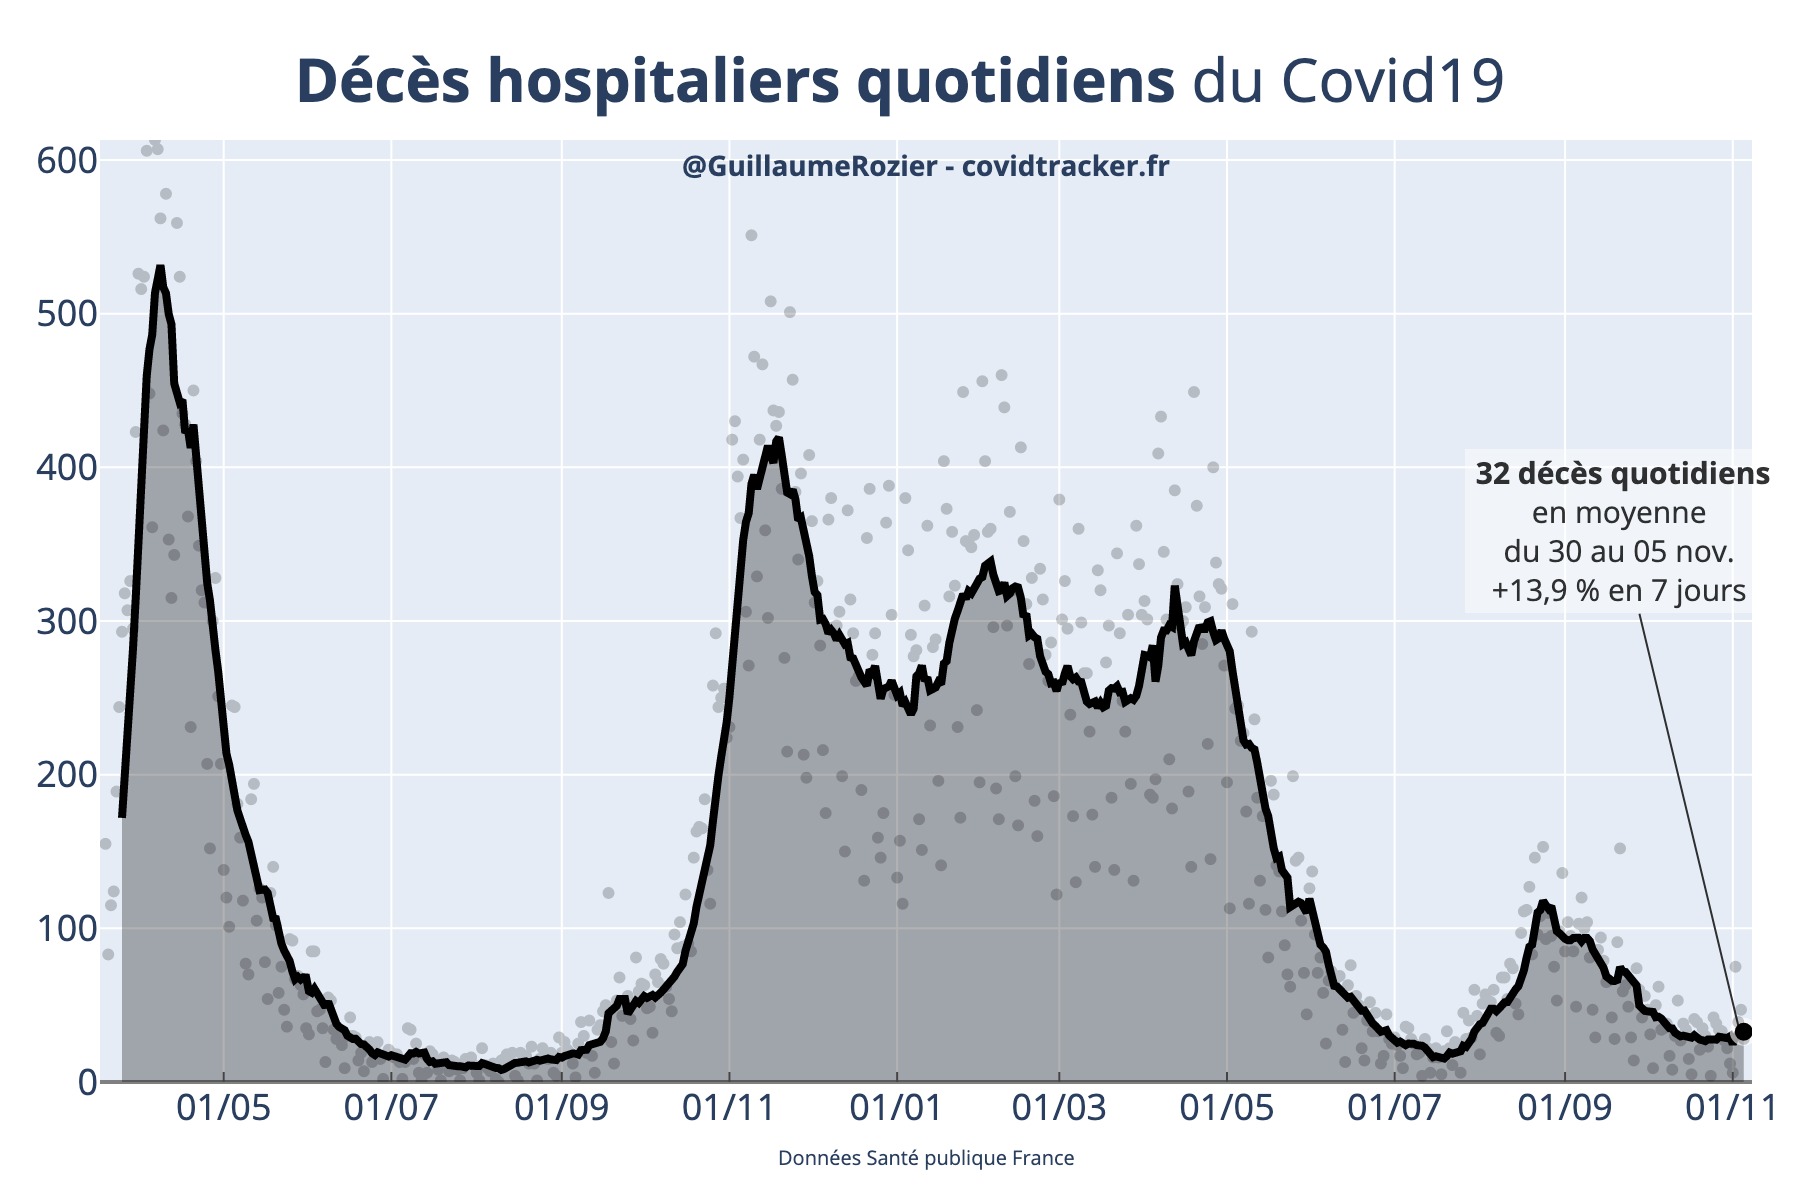 Décès hospitaliers quotidiens du Covid19
@GuillaumeRozier - covidtracker.fr
600
500
400
300
200
100
0
32 décès quotidiens
en moyenne
du 30 au 05 nov.
+13,9 % en 7 jours
01/05 01/07 01/09 01/11 01/01 01/03 01/05 01/07 01/09 01/11
Données Santé publique France